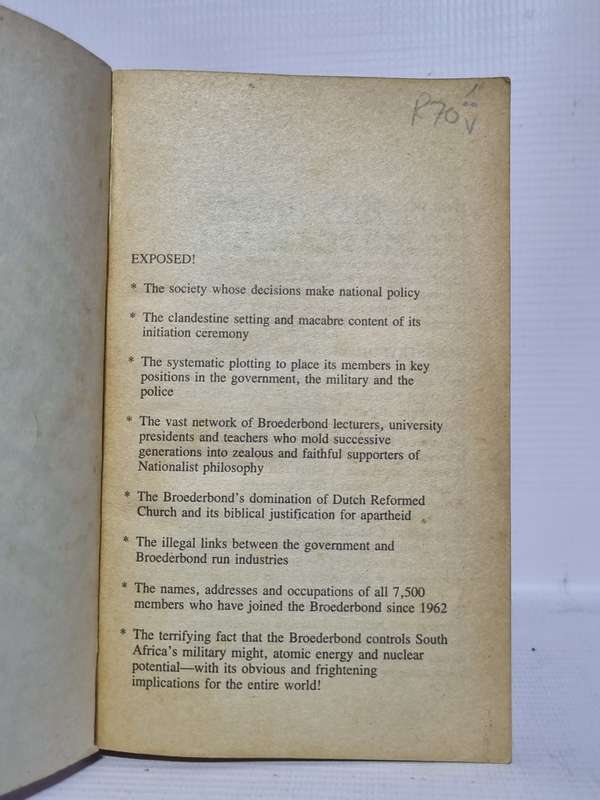 R70
EXPOSED!
* The society whose decisions make national policy
* The clandestine setting and macabre content of its
initiation ceremony
* The systematic plotting to place its members in key
positions in the government, the military and the
police
* The vast network of Broederbond lecturers, university
presidents and teachers who mold successive
generations into zealous and faithful supporters of
Nationalist philosophy
* The Broederbond's domination of Dutch Reformed
Church and its biblical justification for apartheid
* The illegal links between the government and
Broederbond run industries
* The names, addresses and occupations of all 7,500
members who have joined the Broederbond since 1962
* The terrifying fact that the Broederbond controls South
Africa's military might, atomic energy and nuclear
potential—with its obvious and frightening
implications for the entire world!